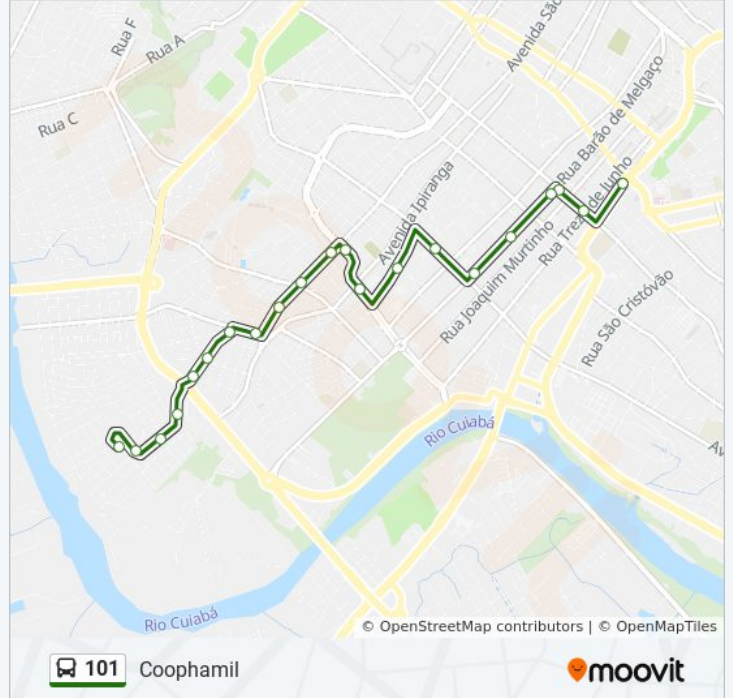 Rua F
Rua A
Rua C
Avenida São
Rua Barão de Melgaço
Avenida Ipiranga
Rua Treze de Junho
Rua Joaquim Murtinho
Rua São Cristóvão
Rio Cuiabá
Av
Rio Cuiabá
© OpenStreetMap contributors | © OpenMapTiles
101 Coophamil
moovit